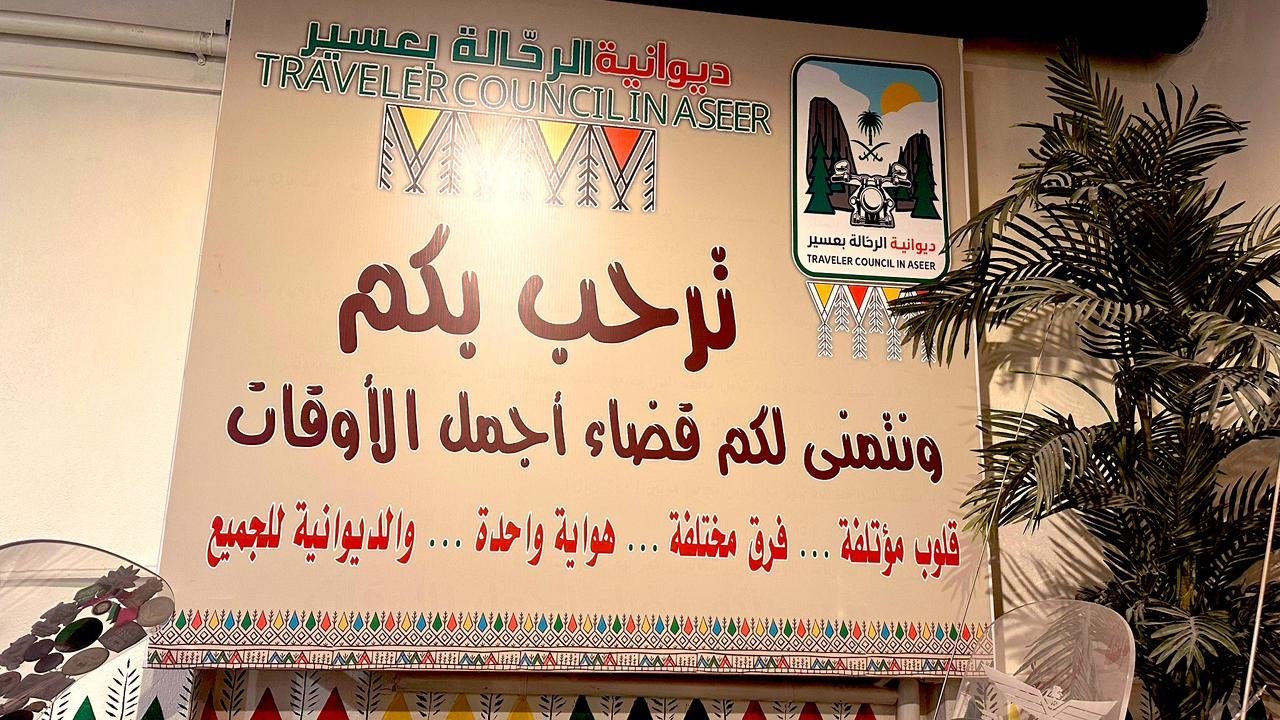 ديوانية الرحّالة بعسير
TRAVELER COUNCIL IN ASEER
ديوانية الرحّالة بعسير
TRAVELER COUNCIL IN ASEER
ترحب بكم
ونتمنى لكم قضاء أجمل الأوقات
قلوب مؤتلفة ... فرق مختلفة ... هواية واحدة ... والديوانية للجميع